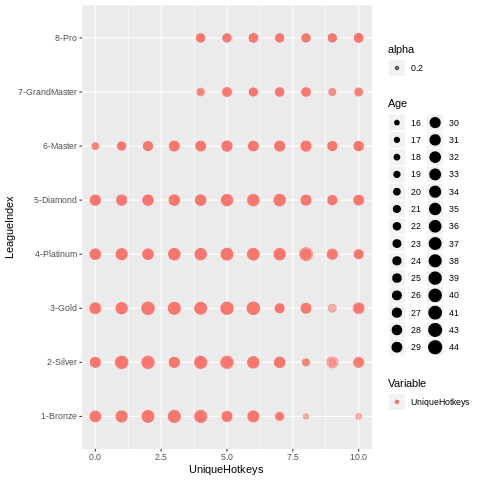 LeagueIndex
8-Pro
7-GrandMaster
6-Master
5-Diamond
4-Platinum
3-Gold
2-Silver
1-Bronze
0.0 2.5 5.0 7.5 10.0
UniqueHotkeys
alpha
0.2
Age
16 30
17 31
18 32
19 33
20 34
21 35
22 36
23 37
24 38
25 39
26 40
27 41
28 43
29 44
Variable
UniqueHotkeys